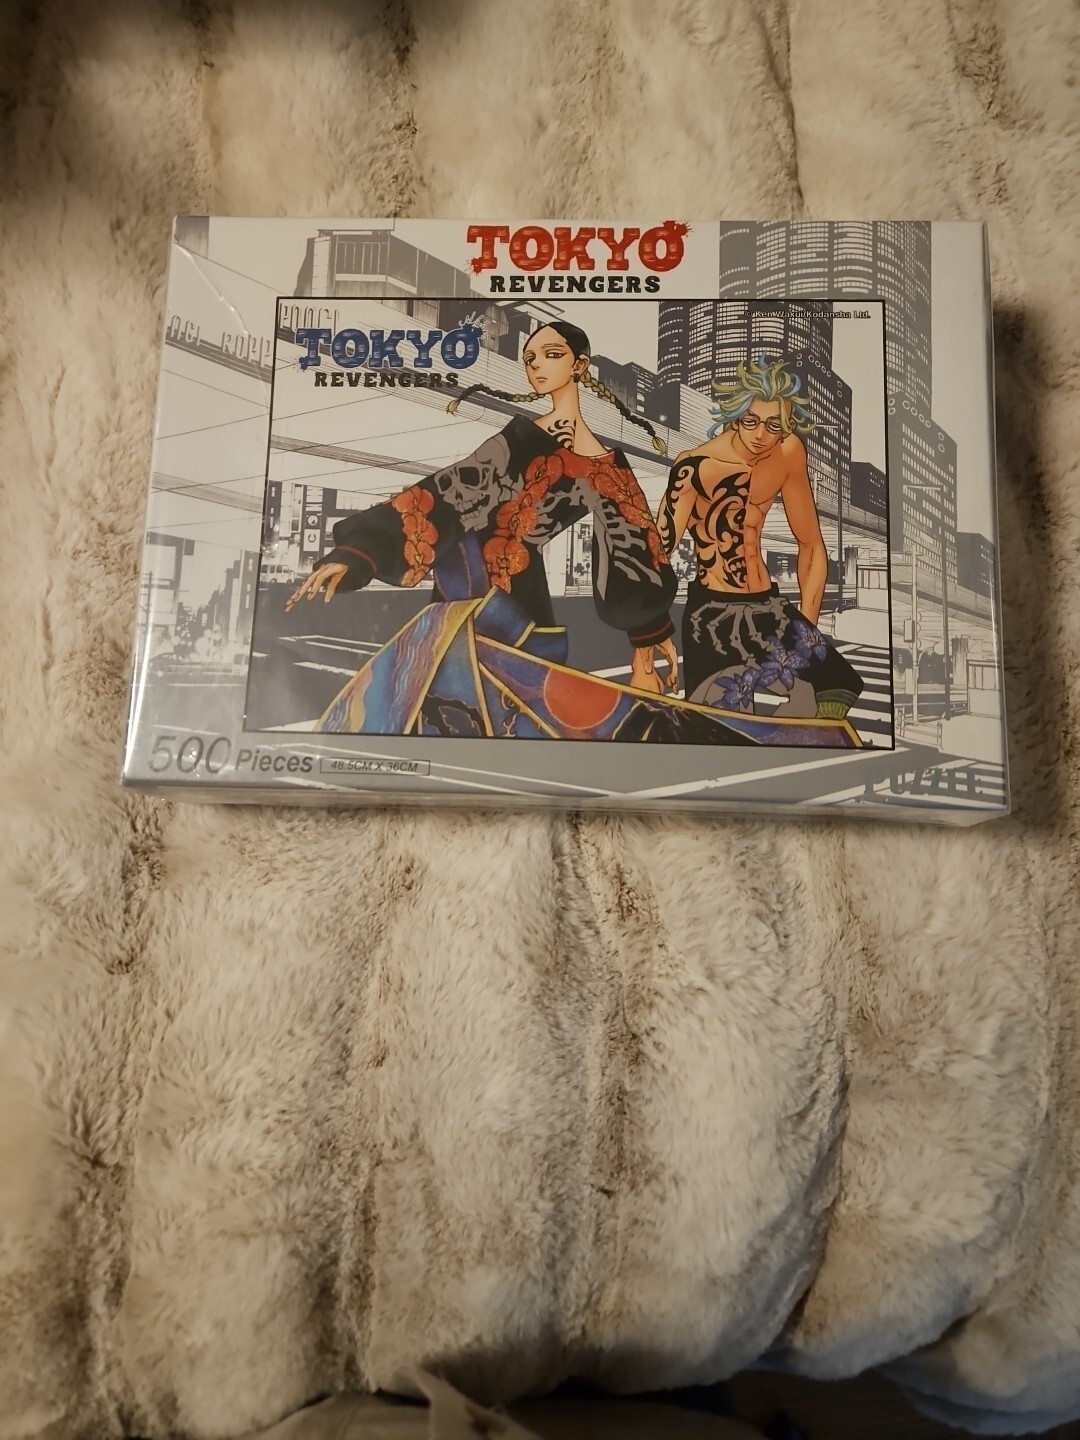 TOKYO
REVENGERS
© Ken Wakui/Kodansha Ltd.
TOKYO
REVENGERS
500 Pieces
48.5CM X 36CM
PUZZLE